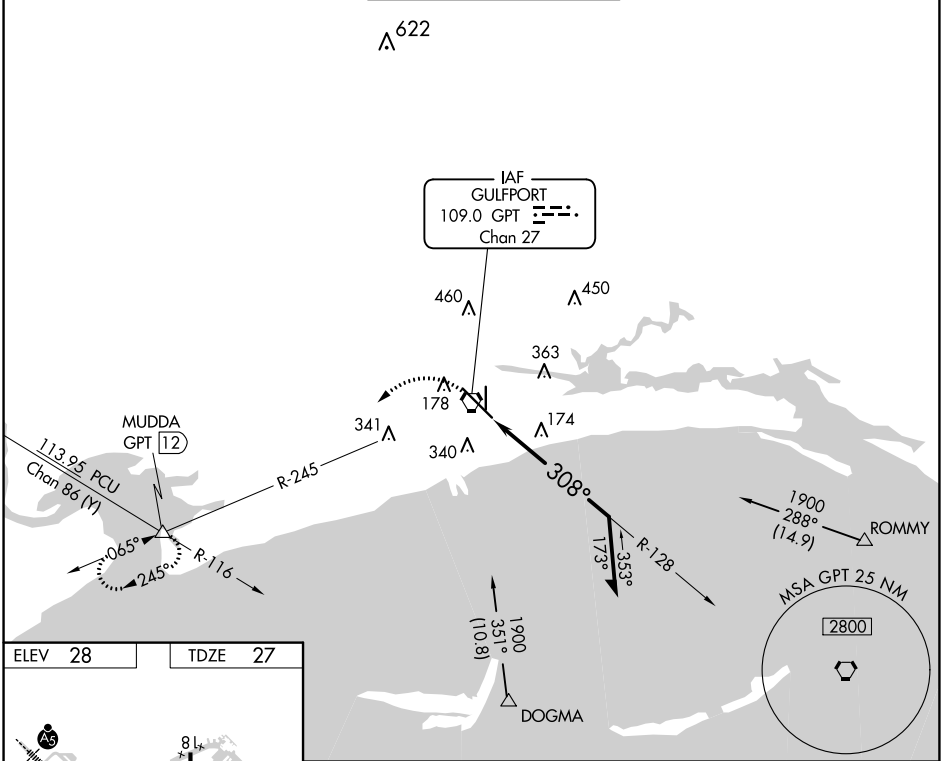 622
IAF
GULFPORT
109.0 GPT
Chan 27
460
450
363
178
341
174
340
MUDDA
GPT 12
113.95 PCU
Chan 86 (Y)
R-245
308°
065°
245°
R-116
173°
353°
R-128
1900
288°
(14.9)
ROMMY
1900
351°
(10.8)
DOGMA
MSA GPT 25 NM
2800
ELEV 28
TDZE 27
A5
18